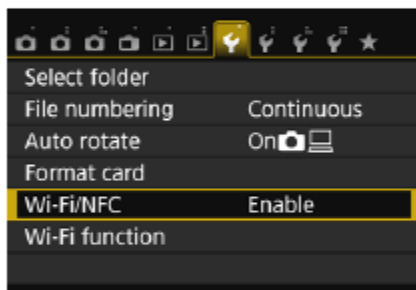 Select folder
File numbering Continuous
Auto rotate On
Format card
Wi-Fi/NFC Enable
Wi-Fi function